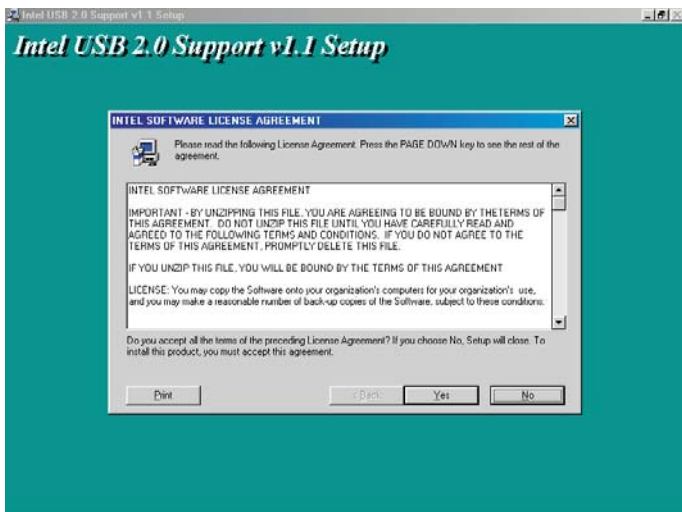 Intel USB 2.0 Support v1.1 Setup
Intel USB 2.0 Support v1.1 Setup
INTEL SOFTWARE LICENSE AGREEMENT
Please read the following License Agreement. Press the PAGE DOWN key to see the rest of the
agreement.
INTEL SOFTWARE LICENSE AGREEMENT
IMPORTANT - BY UNZIPPING THIS FILE, YOU ARE AGREEING TO BE BOUND BY THETERMS OF
THIS AGREEMENT. DO NOT UNZIP THIS FILE UNTIL YOU HAVE CAREFULLY READ AND
AGREED TO THE FOLLOWING TERMS AND CONDITIONS. IF YOU DO NOT AGREE TO THE
TERMS OF THIS AGREEMENT, PROMPTLY DELETE THIS FILE.
IF YOU UNZIP THIS FILE, YOU WILL BE BOUND BY THE TERMS OF THIS AGREEMENT
LICENSE: You may copy the Software onto your organization's computers for your organization's use,
and you may make a reasonable number of back-up copies of the Software, subject to these conditions:
Do you accept all the terms of the preceding License Agreement? If you choose No, Setup will close. To
install this product, you must accept this agreement.
Print
< Back
Yes
No